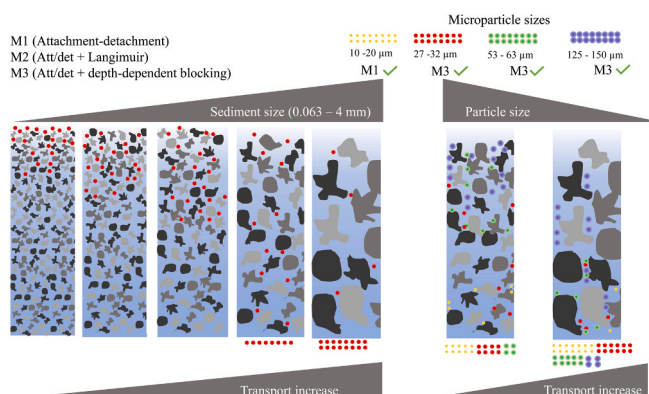 Microparticle sizes
M1 (Attachment-detachment)
M2 (Att/det + Langimuir)
M3 (Att/det + depth-dependent blocking)
10 -20 µm
27-32 µm
53 - 63 µm
125 - 150 µm
M1
M3
M3
M3
Sediment size (0.063 – 4 mm)
Particle size
Transport increase
Transport increase